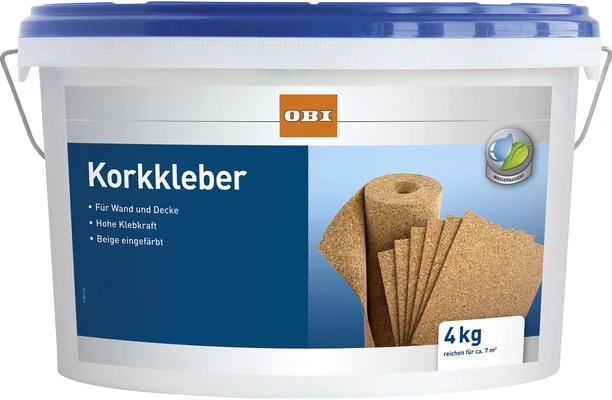 OBI
WASSERBASIERT
Korkkleber
• Für Wand und Decke
• Hohe Klebkraft
• Beige eingefärbt
4 kg
reichen für ca. 7 m²